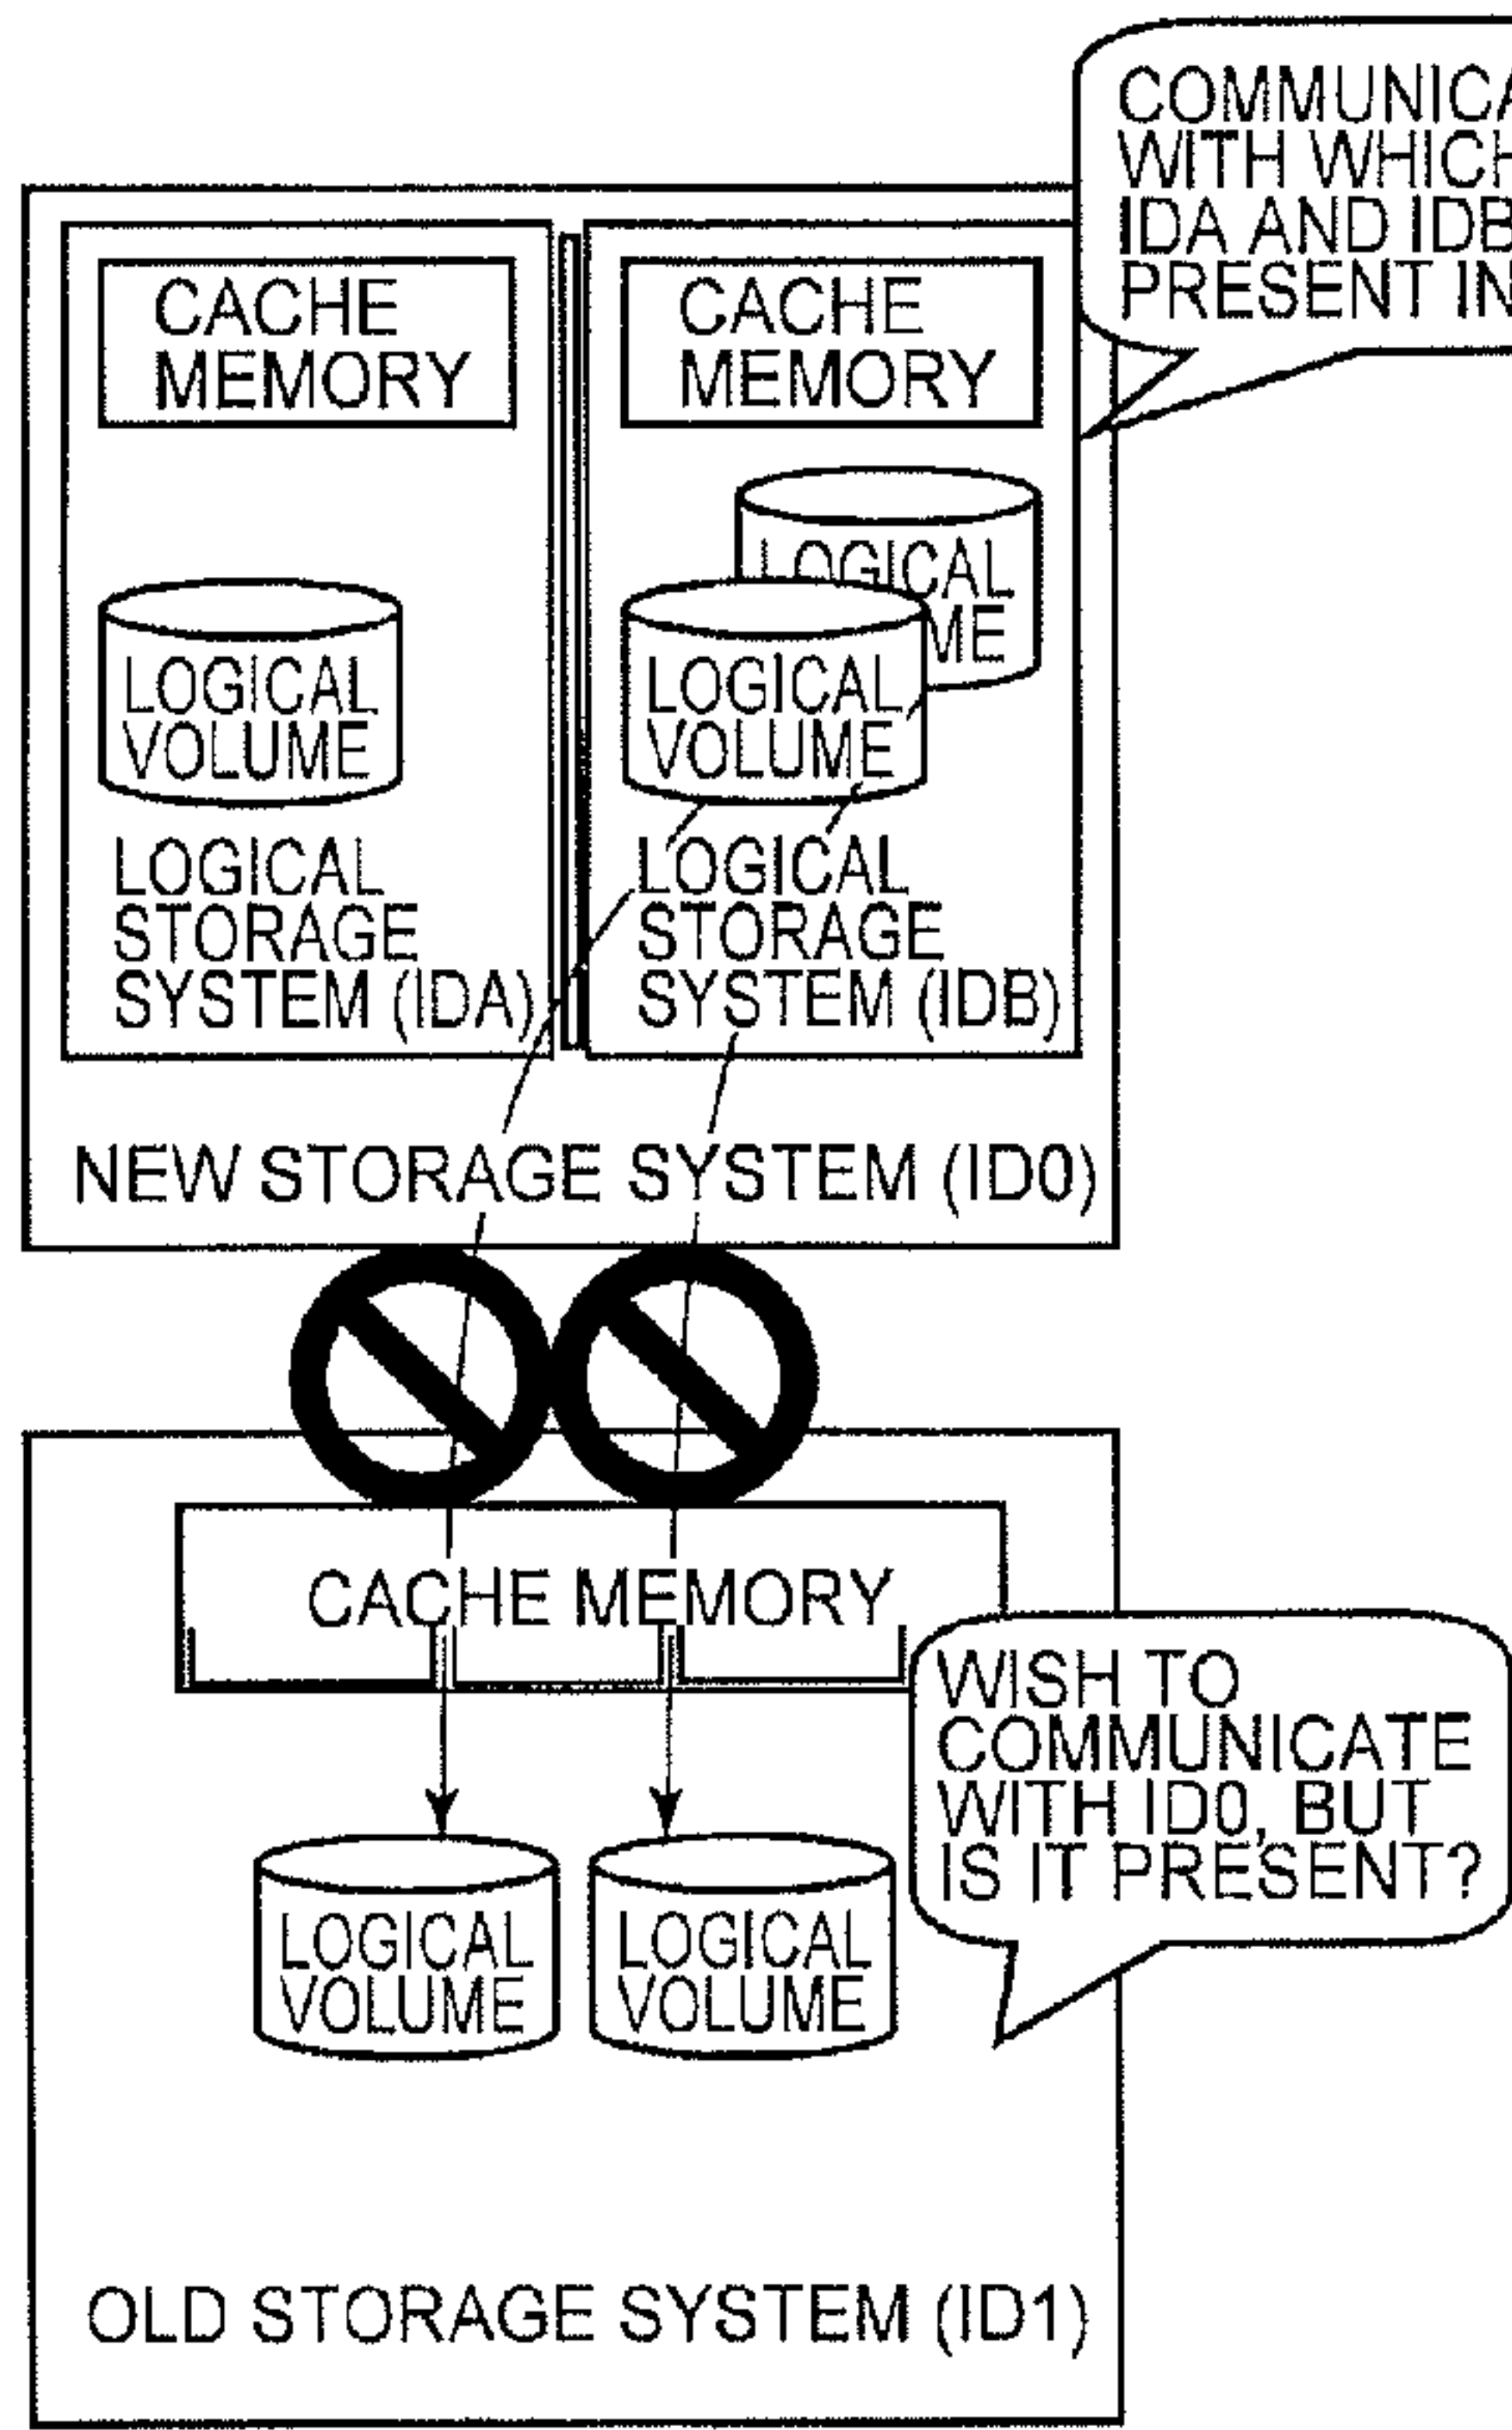 COMMUNICA
WITH WHICH
IDA AND IDB
PRESENT IN
CACHE
MEMORY
CACHE
MEMORY
LOGICAL
LOGICAL
VOLUME
LOGICAL
VOLUME
LOGICAL
STORAGE
SYSTEM (IDA)
LOGICAL
STORAGE
SYSTEM (IDB)
NEW STORAGE SYSTEM (ID0)
CACHE MEMORY
WISH TO
COMMUNICATE
WITH ID0, BUT
IS IT PRESENT?
LOGICAL
VOLUME
LOGICAL
VOLUME
OLD STORAGE SYSTEM (ID1)